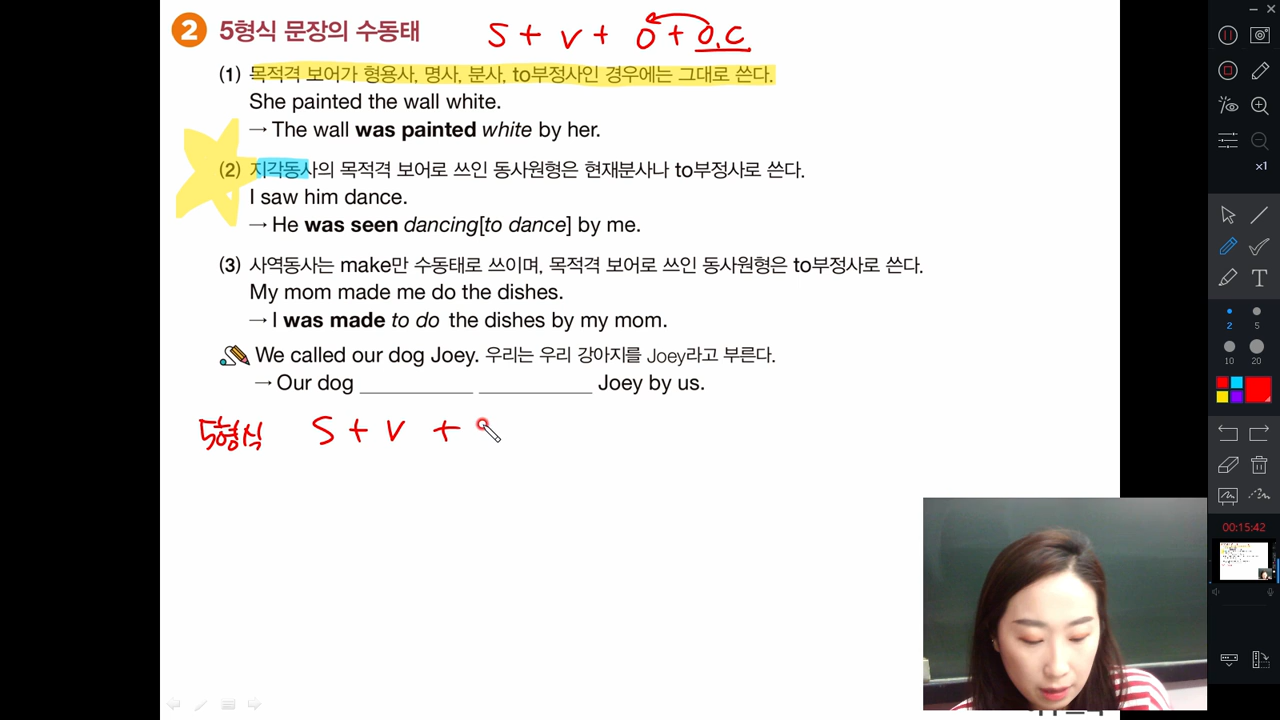 2 5형식 문장의 수동태 S + V + O + O.C
(1) 목적격 보어가 형용사, 명사, 분사, to부정사인 경우에는 그대로 쓴다.
She painted the wall white.
→ The wall was painted white by her.
(2) 지각동사의 목적격 보어로 쓰인 동사원형은 현재분사나 to부정사로 쓴다.
I saw him dance.
→ He was seen dancing[to dance] by me.
(3) 사역동사는 make만 수동태로 쓰이며, 목적격 보어로 쓰인 동사원형은 to부정사로 쓴다.
My mom made me do the dishes.
→ I was made to do the dishes by my mom.
We called our dog Joey. 우리는 우리 강아지를 Joey라고 부른다.
→ Our dog __________ __________ Joey by us.
5형식 S + V +
x1
T
2 5
10 20
00:15:42